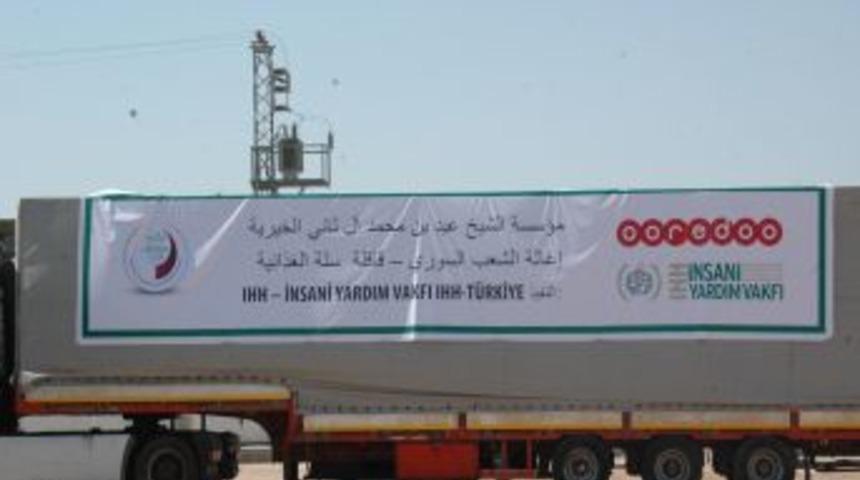 مؤسسة الشيخ عيد بن محمد آل ثاني الخيرية
إغاثة الشعب السوري – قافلة سلة الغذائية
التنفيذ: IHH – İNSANİ YARDIM VAKFI IHH-TÜRKİYE
ooredoo
İNSANİ
YARDIM VAKFI